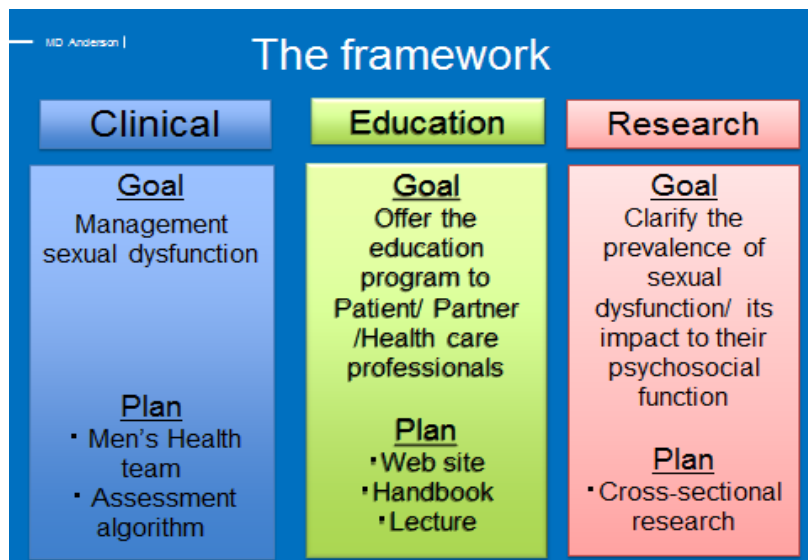 MD Anderson
The framework
Clinical
Goal
Management
sexual dysfunction
Plan
・Men's Health
team
・Assessment
algorithm
Education
Goal
Offer the
education
program to
Patient/ Partner
/Health care
professionals
Plan
・Web site
・Handbook
・Lecture
Research
Goal
Clarify the
prevalence of
sexual
dysfunction/ its
impact to their
psychosocial
function
Plan
・Cross-sectional
research